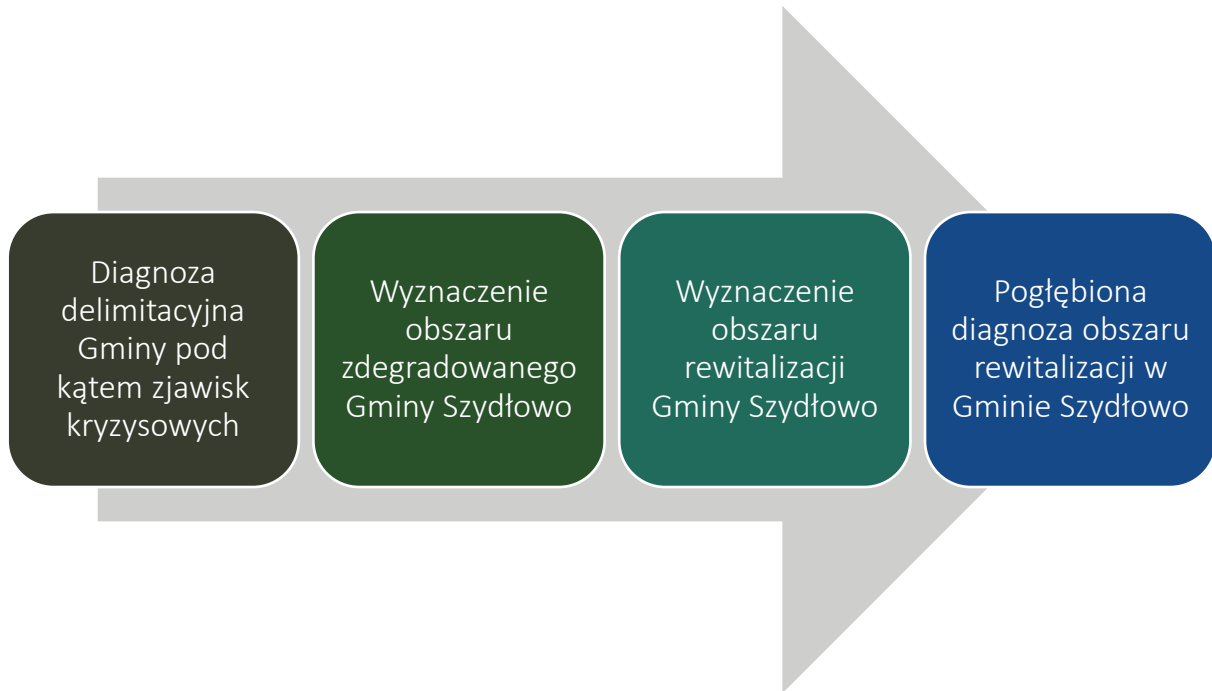 Diagnoza
delimitacyjna
Gminy pod
kątem zjawisk
kryzysowych
Wyznaczenie
obszaru
zdegradowanego
Gminy Szydłowo
Wyznaczenie
obszaru
rewitalizacji
Gminy Szydłowo
Pogłębiona
diagnoza obszaru
rewitalizacji w
Gminie Szydłowo